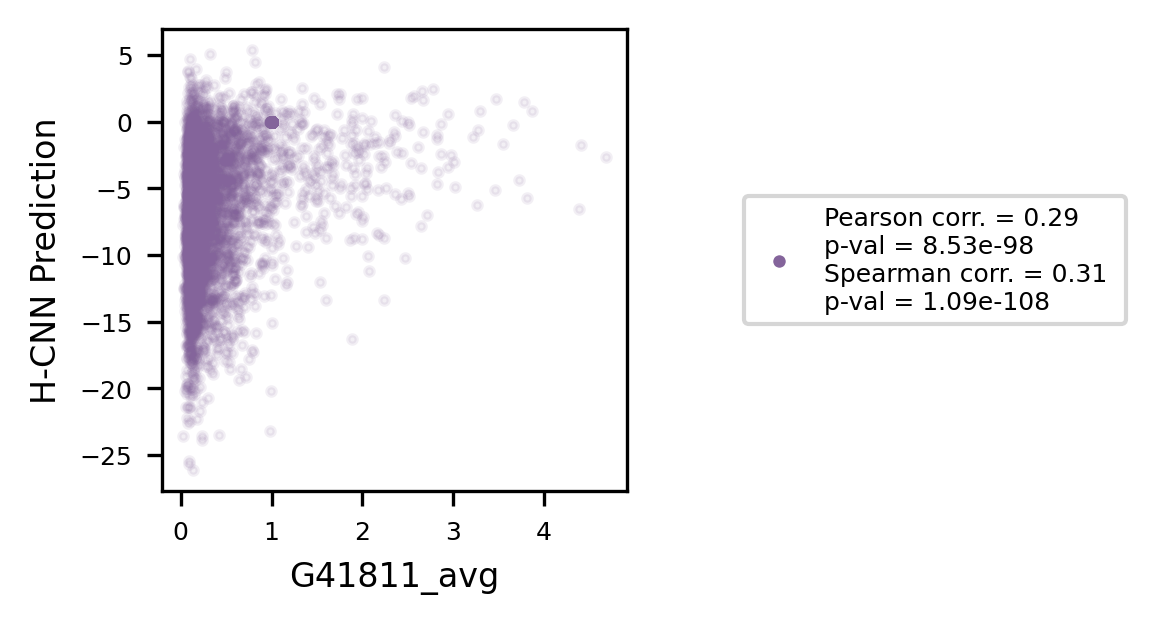 5
0
−5
−10
−15
−20
−25
H-CNN Prediction
0
1
2
3
4
G41811_avg
Pearson corr. = 0.29
p-val = 8.53e-98
Spearman corr. = 0.31
p-val = 1.09e-108